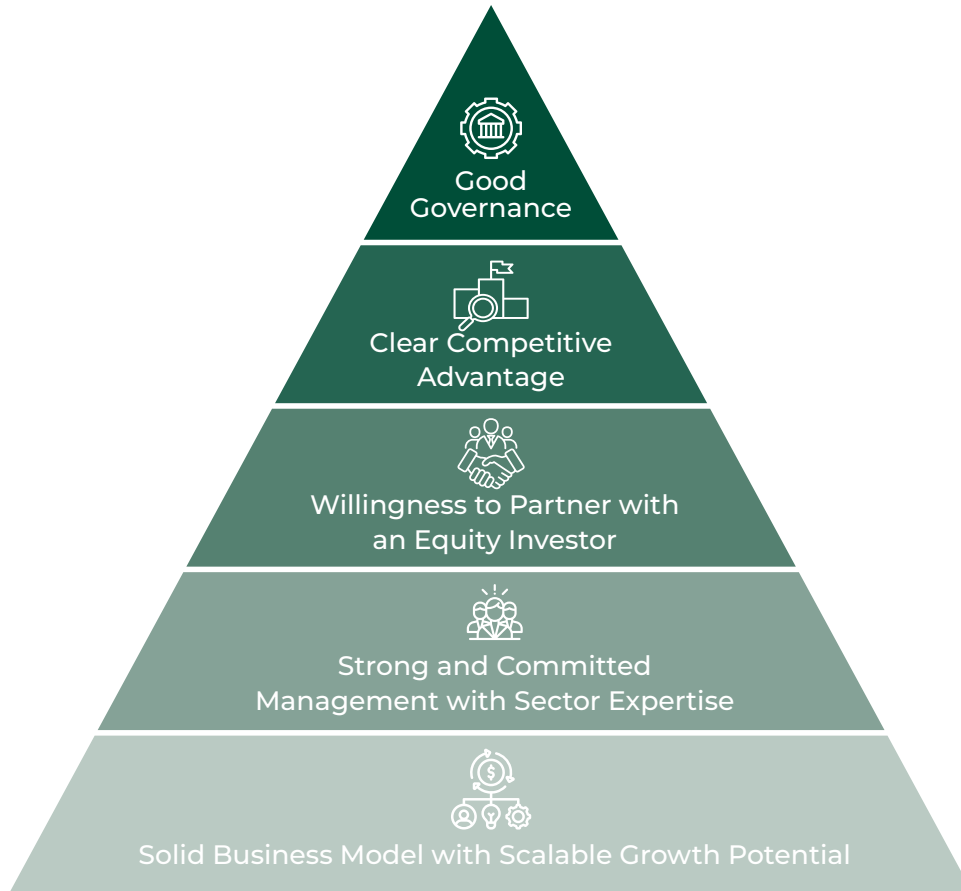 Good
Governance
Clear Competitive
Advantage
Willingness to Partner with
an Equity Investor
Strong and Committed
Management with Sector Expertise
$
Solid Business Model with Scalable Growth Potential